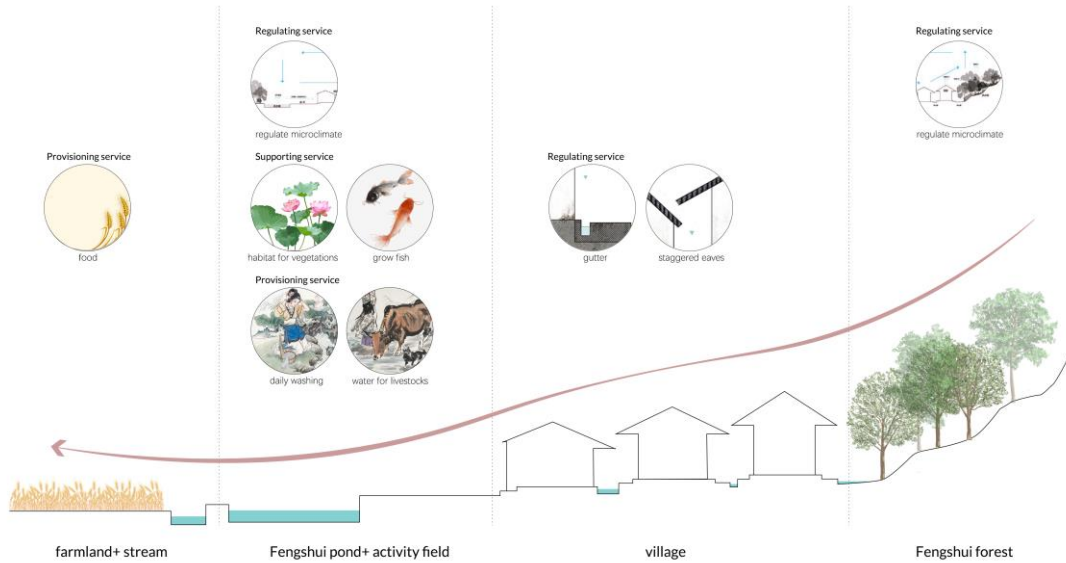 Regulating service
regulate microclimate
Regulating service
regulate microclimate
Provisioning service
food
Supporting service
habitat for vegetations
grow fish
Regulating service
gutter
staggered eaves
Provisioning service
daily washing
water for livestocks
farmland+ stream
Fengshui pond+ activity field
village
Fengshui forest